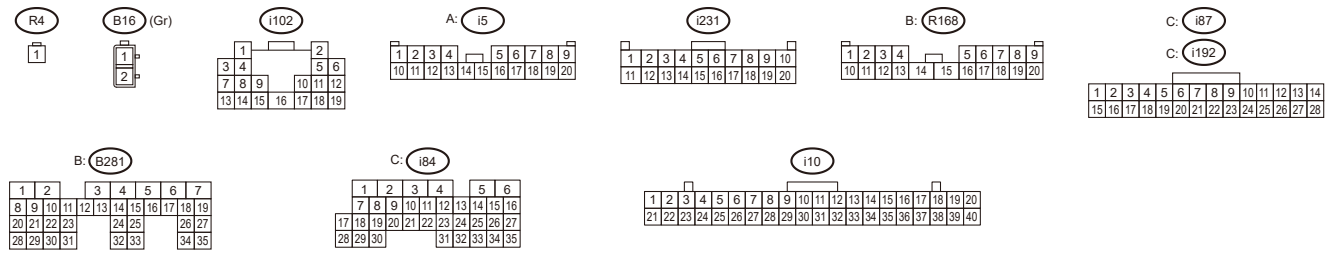 R4
B16 (Gr)
i102
A: i5
i231
B: R168
C: i87
C: i192
1
1
2
1 2
3 4 5 6
7 8 9 10 11 12
13 14 15 16 17 18 19
1 2 3 4 5 6 7 8 9
10 11 12 13 14 15 16 17 18 19 20
1 2 3 4 5 6 7 8 9 10
11 12 13 14 15 16 17 18 19 20
1 2 3 4 5 6 7 8 9
10 11 12 13 14 15 16 17 18 19 20
1 2 3 4 5 6 7 8 9 10 11 12 13 14
15 16 17 18 19 20 21 22 23 24 25 26 27 28
B: B281
C: i84
i10
1 2 3 4 5 6 7
8 9 10 11 12 13 14 15 16 17 18 19
20 21 22 23 24 25 26 27
28 29 30 31 32 33 34 35
1 2 3 4 5 6
7 8 9 10 11 12 13 14 15 16
17 18 19 20 21 22 23 24 25 26 27
28 29 30 31 32 33 34 35
1 2 3 4 5 6 7 8 9 10 11 12 13 14 15 16 17 18 19 20
21 22 23 24 25 26 27 28 29 30 31 32 33 34 35 36 37 38 39 40